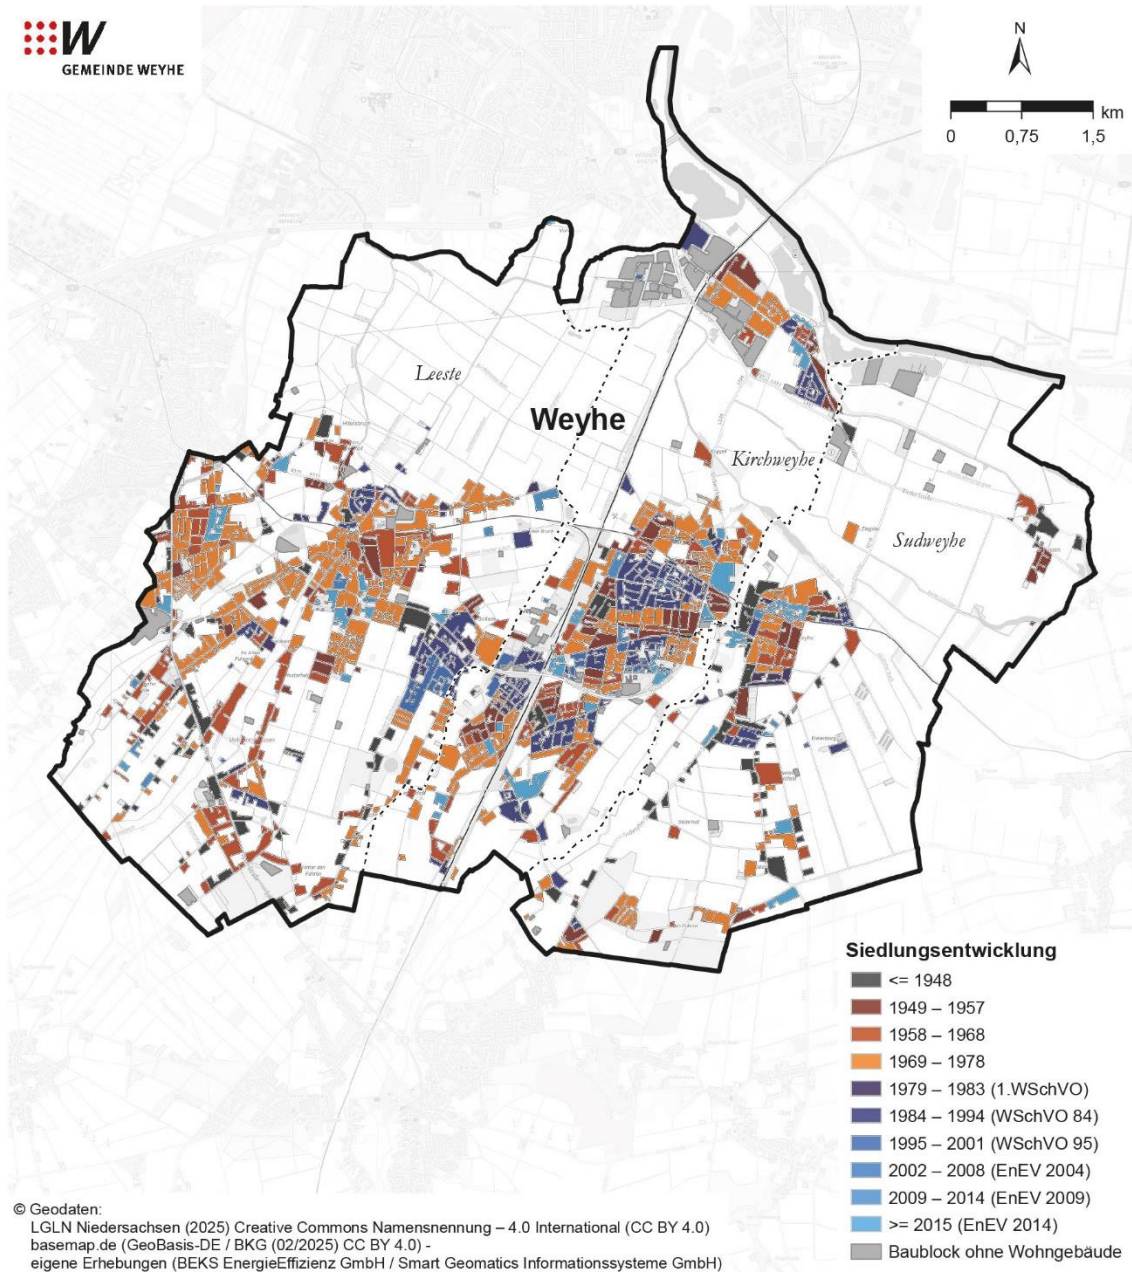 W
GEMEINDE WEYHE
N
km
0 0,75 1,5
Leeste
Weyhe
Kirchweyhe
Sudweyhe
Siedlungsentwicklung
<= 1948
1949 – 1957
1958 – 1968
1969 – 1978
1979 – 1983 (1.WSchVO)
1984 – 1994 (WSchVO 84)
1995 – 2001 (WSchVO 95)
2002 – 2008 (EnEV 2004)
2009 – 2014 (EnEV 2009)
>= 2015 (EnEV 2014)
Baublock ohne Wohngebäude
© Geodaten:
LGLN Niedersachsen (2025) Creative Commons Namensnennung – 4.0 International (CC BY 4.0)
basemap.de (GeoBasis-DE / BKG (02/2025) CC BY 4.0) -
eigene Erhebungen (BEKS EnergieEffizienz GmbH / Smart Geomatics Informationssysteme GmbH)